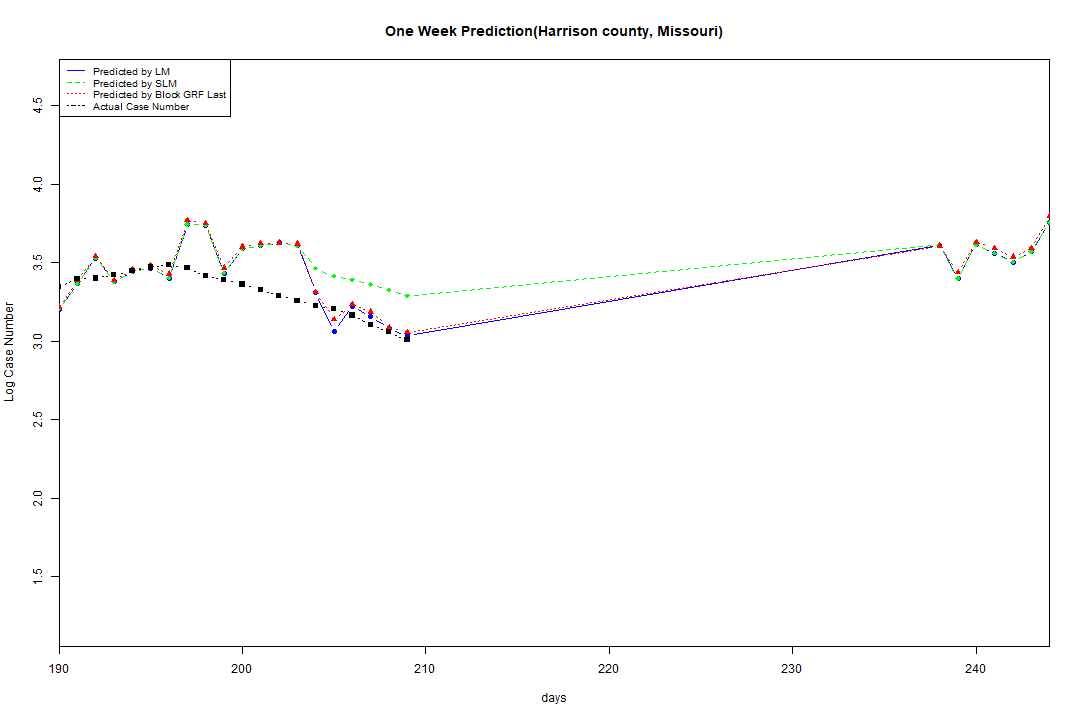 One Week Prediction(Harrison county, Missouri)
Predicted by LM
Predicted by SLM
Predicted by Block GRF Last
Actual Case Number
4.5
4.0
3.5
3.0
2.5
2.0
1.5
Log Case Number
190 200 210 220 230 240
days